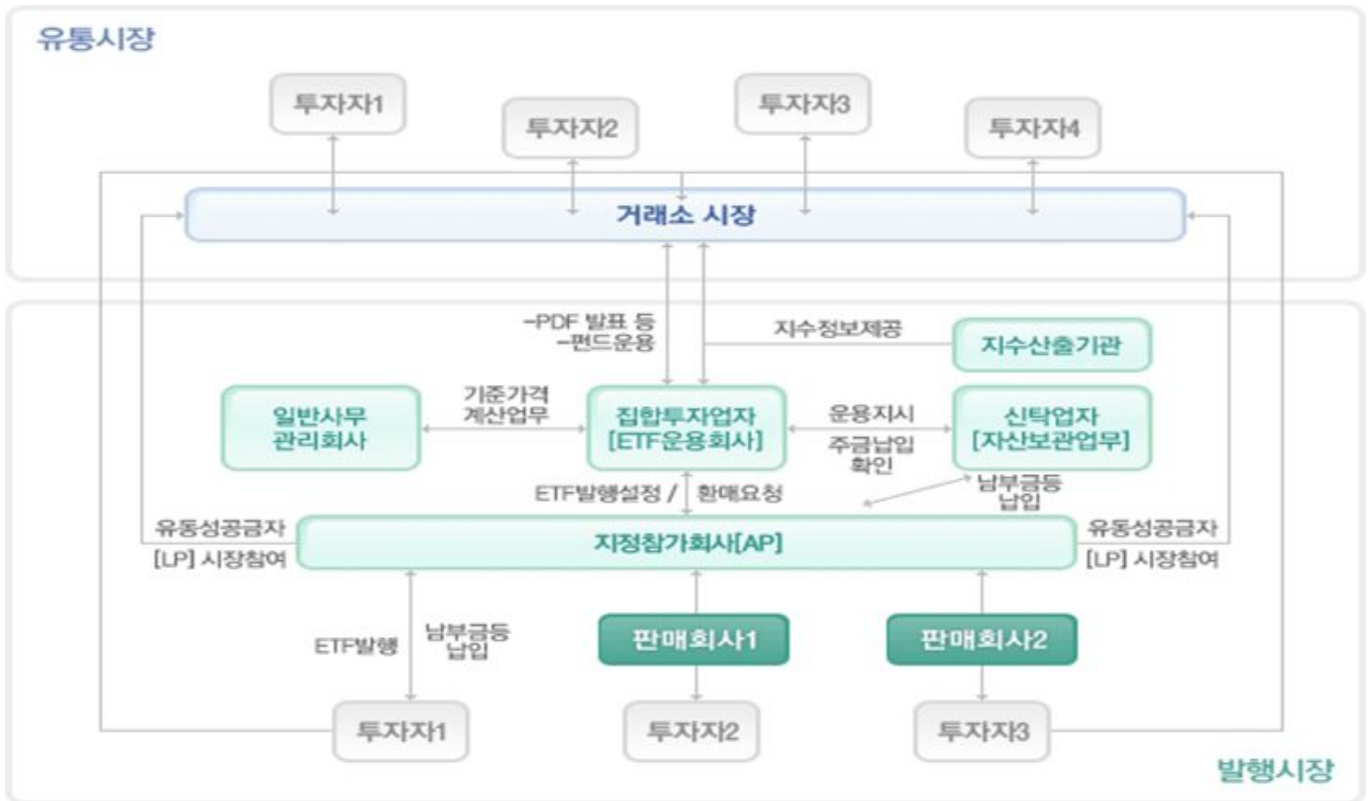 유통시장
투자자1
투자자2
투자자3
투자자4
거래소 시장
-PDF 발표 등
-펀드운용
지수정보제공
지수산출기관
일반사무
관리회사
기준가격
계산업무
집합투자업자
[ETF운용회사]
운용지시
주금납입
확인
신탁업자
[자산보관업무]
ETF발행설정 / 환매요청
납부금등
납입
유동성공급자
[LP] 시장참여
지정참가회사[AP]
유동성공급자
[LP] 시장참여
ETF발행
납부금등
납입
판매회사1
판매회사2
투자자1
투자자2
투자자3
발행시장